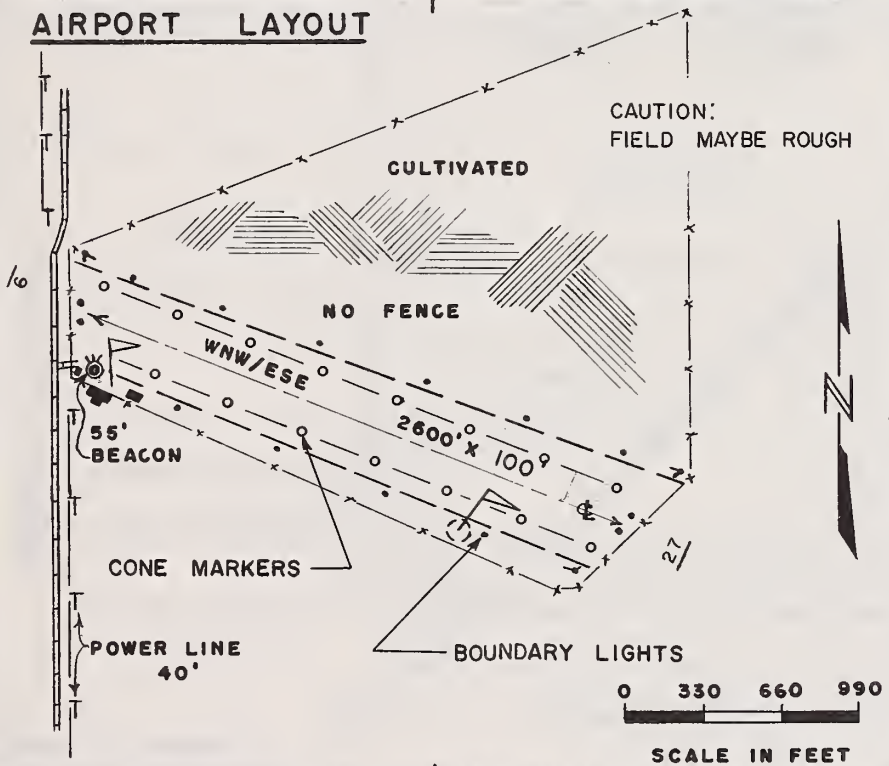 AIRPORT LAYOUT
CAUTION:
FIELD MAYBE ROUGH
CULTIVATED
NO FENCE
WNW/ESE
2600' X 100'
55'
BEACON
CONE MARKERS
27
N
POWER LINE
40'
BOUNDARY LIGHTS
0 330 660 990
SCALE IN FEET